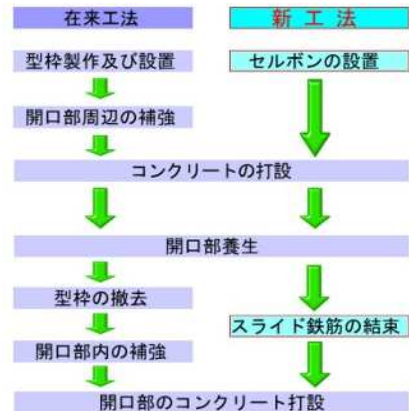 在来工法
新工法
型枠製作及び設置
セルボンの設置
開口部周辺の補強
コンクリートの打設
開口部養生
型枠の撤去
スライド鉄筋の結束
開口部内の補強
開口部のコンクリート打設